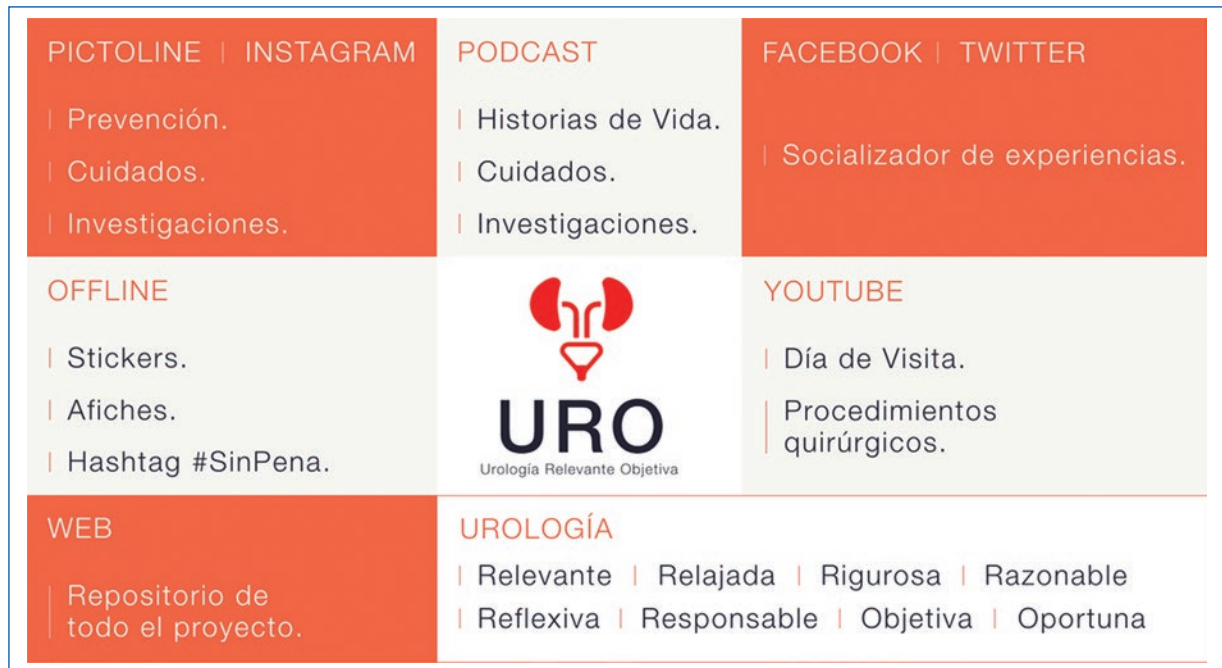 PICTOLINE | INSTAGRAM
| Prevención.
| Cuidados.
| Investigaciones.
PODCAST
| Historias de Vida.
| Cuidados.
| Investigaciones.
FACEBOOK | TWITTER
| Socializador de experiencias.
OFFLINE
| Stickers.
| Afiches.
| Hashtag #SinPena.
URO
Urología Relevante Objetiva
YOUTUBE
| Día de Visita.
| Procedimientos
quirúrgicos.
WEB
| Repositorio de
todo el proyecto.
UROLOGÍA
| Relevante | Relajada | Rigurosa | Razonable
| Reflexiva | Responsable | Objetiva | Oportuna